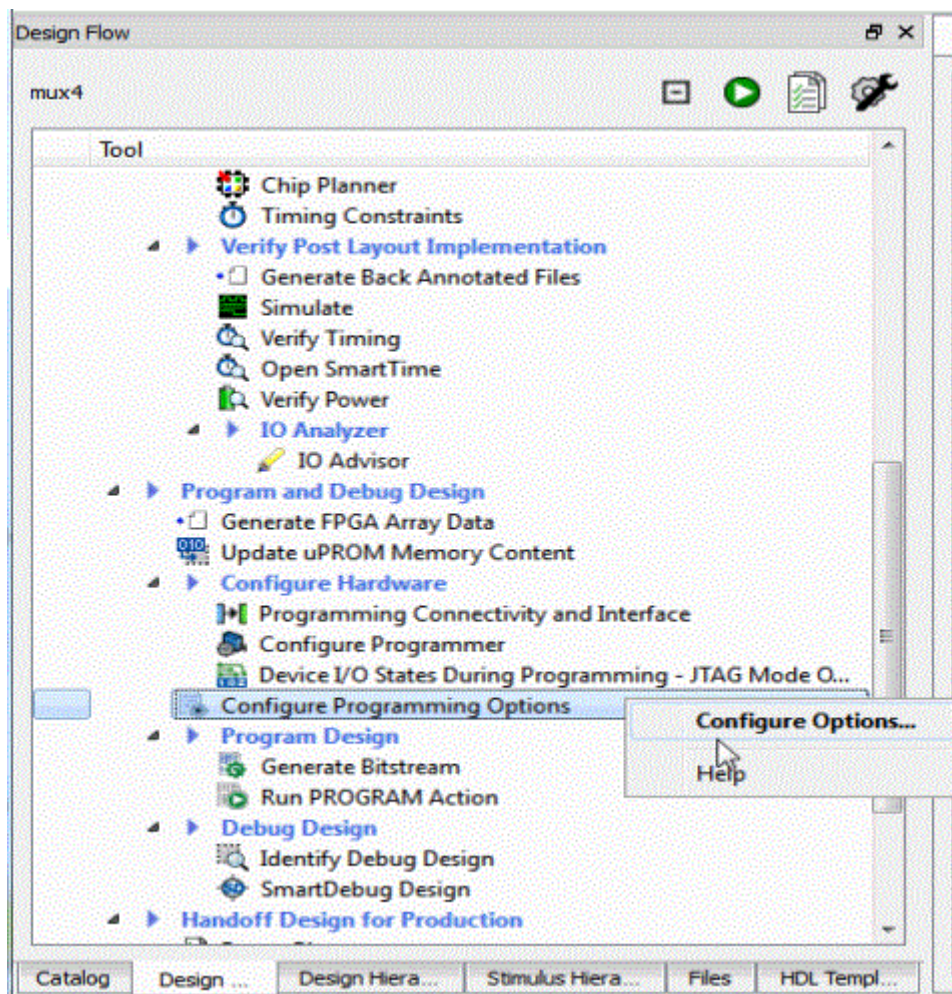 Design Flow
mux4
Tool
Chip Planner
Timing Constraints
Verify Post Layout Implementation
Generate Back Annotated Files
Simulate
Verify Timing
Open SmartTime
Verify Power
IO Analyzer
IO Advisor
Program and Debug Design
Generate FPGA Array Data
Update uPROM Memory Content
Configure Hardware
Programming Connectivity and Interface
Configure Programmer
Device I/O States During Programming - JTAG Mode O...
Configure Programming Options
Configure Options...
Help
Program Design
Generate Bitstream
Run PROGRAM Action
Debug Design
Identify Debug Design
SmartDebug Design
Handoff Design for Production
Catalog
Design ...
Design Hiera...
Stimulus Hiera...
Files
HDL Templ...